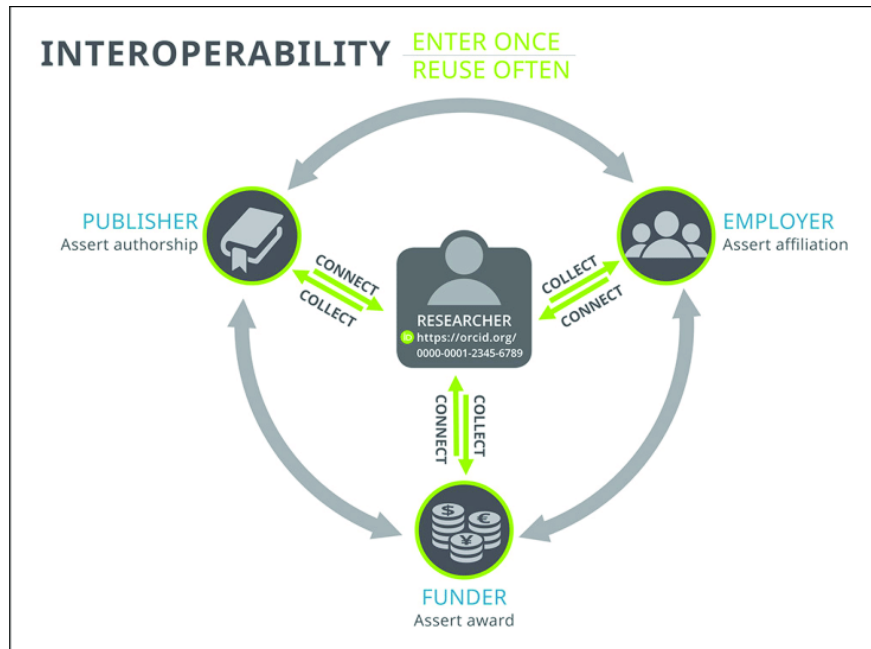 INTEROPERABILITY
ENTER ONCE
REUSE OFTEN
PUBLISHER
Assert authorship
EMPLOYER
Assert affiliation
CONNECT
COLLECT
COLLECT
CONNECT
RESEARCHER
iD https://orcid.org/
0000-0001-2345-6789
CONNECT
COLLECT
$
€
¥
FUNDER
Assert award